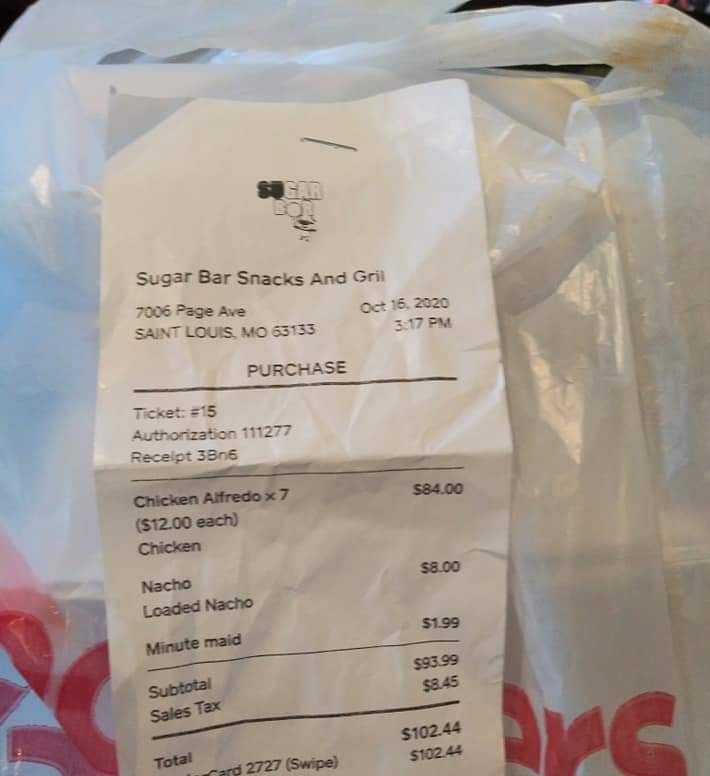 SUGAR
BAR
Sugar Bar Snacks And Gril
7006 Page Ave Oct 16, 2020
SAINT LOUIS, MO 63133 3:17 PM
PURCHASE
Ticket: #15
Authorization 111277
Receipt 3Bn6
Chicken Alfredo x 7 $84.00
($12.00 each)
Chicken
Nacho $8.00
Loaded Nacho
Minute maid $1.99
Subtotal $93.99
Sales Tax $8.45
Total $102.44
Card 2727 (Swipe) $102.44
ars